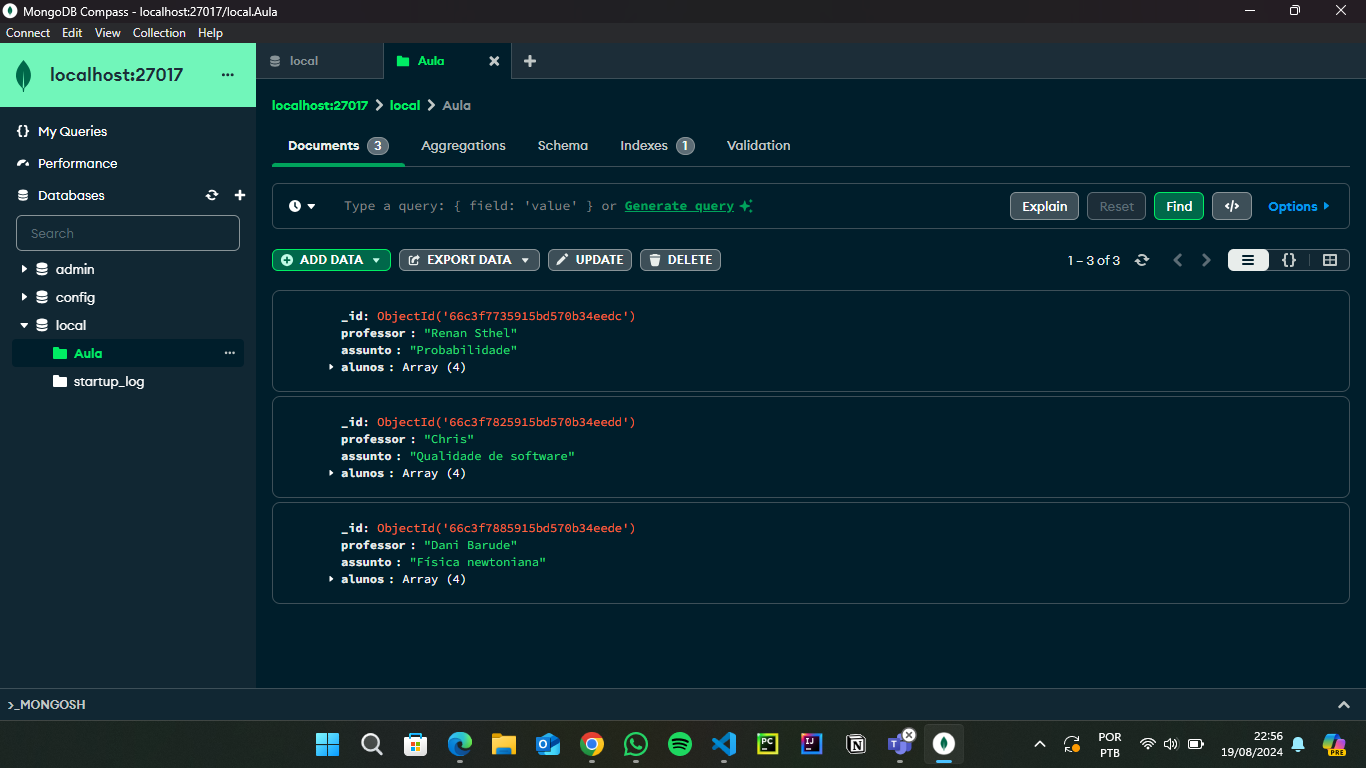 MongoDB Compass - localhost:27017/local.Aula
Connect Edit View Collection Help
localhost:27017 ...
{} My Queries
Performance
Databases
Search
admin
config
local
Aula ...
startup_log
local Aula
localhost:27017 > local > Aula
Documents 3 Aggregations Schema Indexes 1 Validation
Type a query: { field: 'value' } or Generate query
Explain Reset Find </> Options
ADD DATA EXPORT DATA UPDATE DELETE
1 – 3 of 3 {}
_id: ObjectId('66c3f7735915bd570b34eedc')
professor : "Renan Sthel"
assunto : "Probabilidade"
alunos : Array (4)
_id: ObjectId('66c3f7825915bd570b34eedd')
professor : "Chris"
assunto : "Qualidade de software"
alunos : Array (4)
_id: ObjectId('66c3f7885915bd570b34eede')
professor : "Dani Barude"
assunto : "Física newtoniana"
alunos : Array (4)
>_MONGOSH
PC
IJ
N
T
POR
PTB
22:56
19/08/2024
PRE